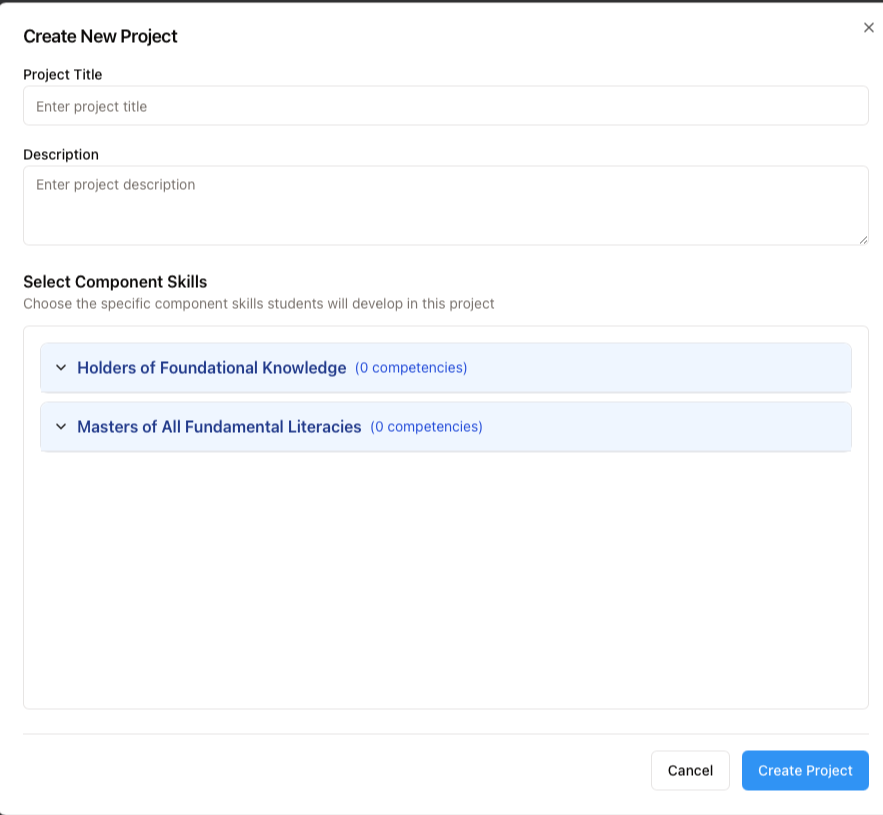 Create New Project
Project Title
Enter project title
Description
Enter project description
Select Component Skills
Choose the specific component skills students will develop in this project
Holders of Foundational Knowledge (0 competencies)
Masters of All Fundamental Literacies (0 competencies)
Cancel Create Project